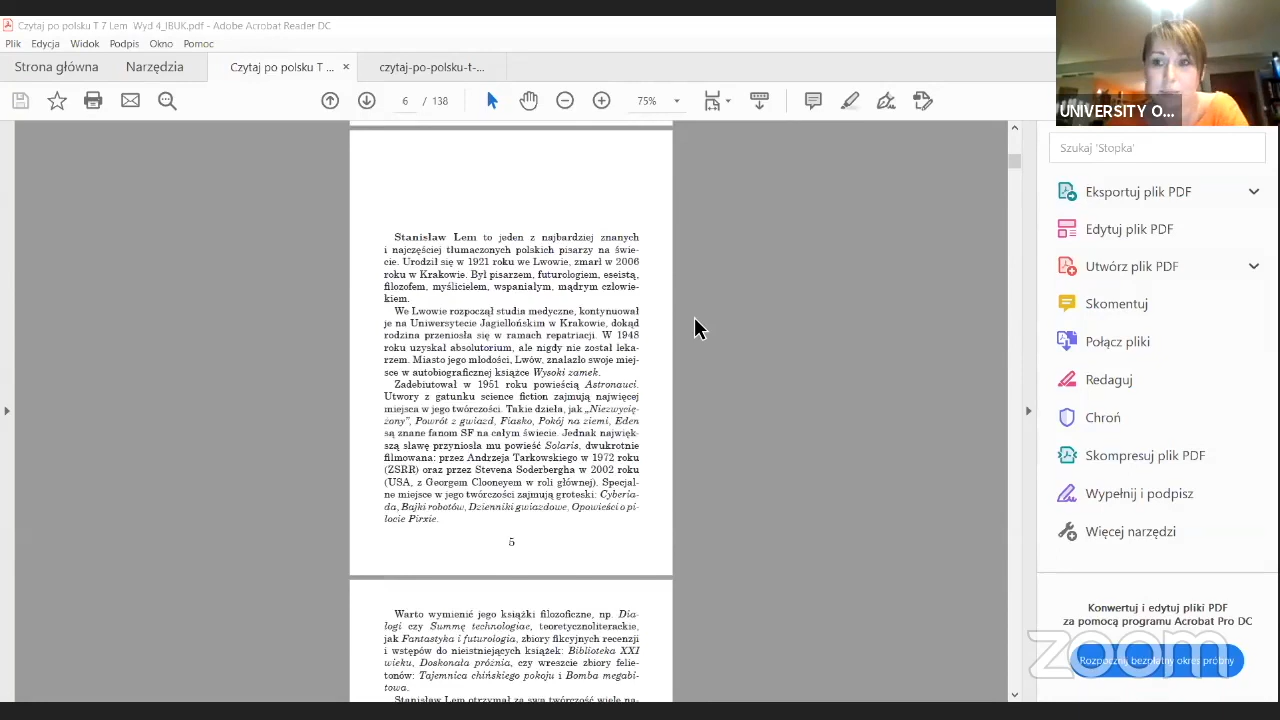 Czytaj po polsku T 7 Lem Wyd 4_IBUK.pdf - Adobe Acrobat Reader DC
Plik Edycja Widok Podpis Okno Pomoc
Strona główna Narzędzia Czytaj po polsku T ... × czytaj-po-polsku-t-...
6 / 138 75%
UNIVERSITY O...
Szukaj 'Stopka'
Eksportuj plik PDF
Edytuj plik PDF
Utwórz plik PDF
Skomentuj
Połącz pliki
Redaguj
Chroń
Skompresuj plik PDF
Wypełnij i podpisz
Więcej narzędzi
Konwertuj i edytuj pliki PDF
za pomocą programu Acrobat Pro DC
Rozpocznij bezpłatny okres próbny
zoom
Stanisław Lem to jeden z najbardziej znanych
i najczęściej tłumaczonych polskich pisarzy na świe-
cie. Urodził się w 1921 roku we Lwowie, zmarł w 2006
roku w Krakowie. Był pisarzem, futurologiem, eseistą,
filozofem, myślicielem, wspaniałym, mądrym człowie-
kiem.
We Lwowie rozpoczął studia medyczne, kontynuował
je na Uniwersytecie Jagiellońskim w Krakowie, dokąd
rodzina przeniosła się w ramach repatriacji. W 1948
roku uzyskał absolutorium, ale nigdy nie został leka-
rzem. Miasto jego młodości, Lwów, znalazło swoje miej-
sce w autobiograficznej książce Wysoki zamek.
Zadebiutował w 1951 roku powieścią Astronauci.
Utwory z gatunku science fiction zajmują najwięcej
miejsca w jego twórczości. Takie dzieła, jak „Niezwycię-
żony”, Powrót z gwiazd, Fiasko, Pokój na ziemi, Eden
są znane fanom SF na całym świecie. Jednak najwięk-
szą sławę przyniosła mu powieść Solaris, dwukrotnie
filmowana: przez Andrzeja Tarkowskiego w 1972 roku
(ZSRR) oraz przez Stevena Soderbergha w 2002 roku
(USA, z Georgem Clooneyem w roli głównej). Specjal-
ne miejsce w jego twórczości zajmują groteski: Cyberia-
da, Bajki robotów, Dzienniki gwiazdowe, Opowieści o pi-
locie Pirxie.
5
Warto wymienić jego książki filozoficzne, np. Dia-
logi czy Summę technologiae, teoretycznoliterackie,
jak Fantastyka i futurologia, zbiory fikcyjnych recenzji
i wstępów do nieistniejących książek: Biblioteka XXI
wieku, Doskonała próżnia, czy wreszcie zbiory felie-
tonów: Tajemnica chińskiego pokoju i Bomba megabi-
towa.
Stanisław Lem otrzymał za swą twórczość wiele na-